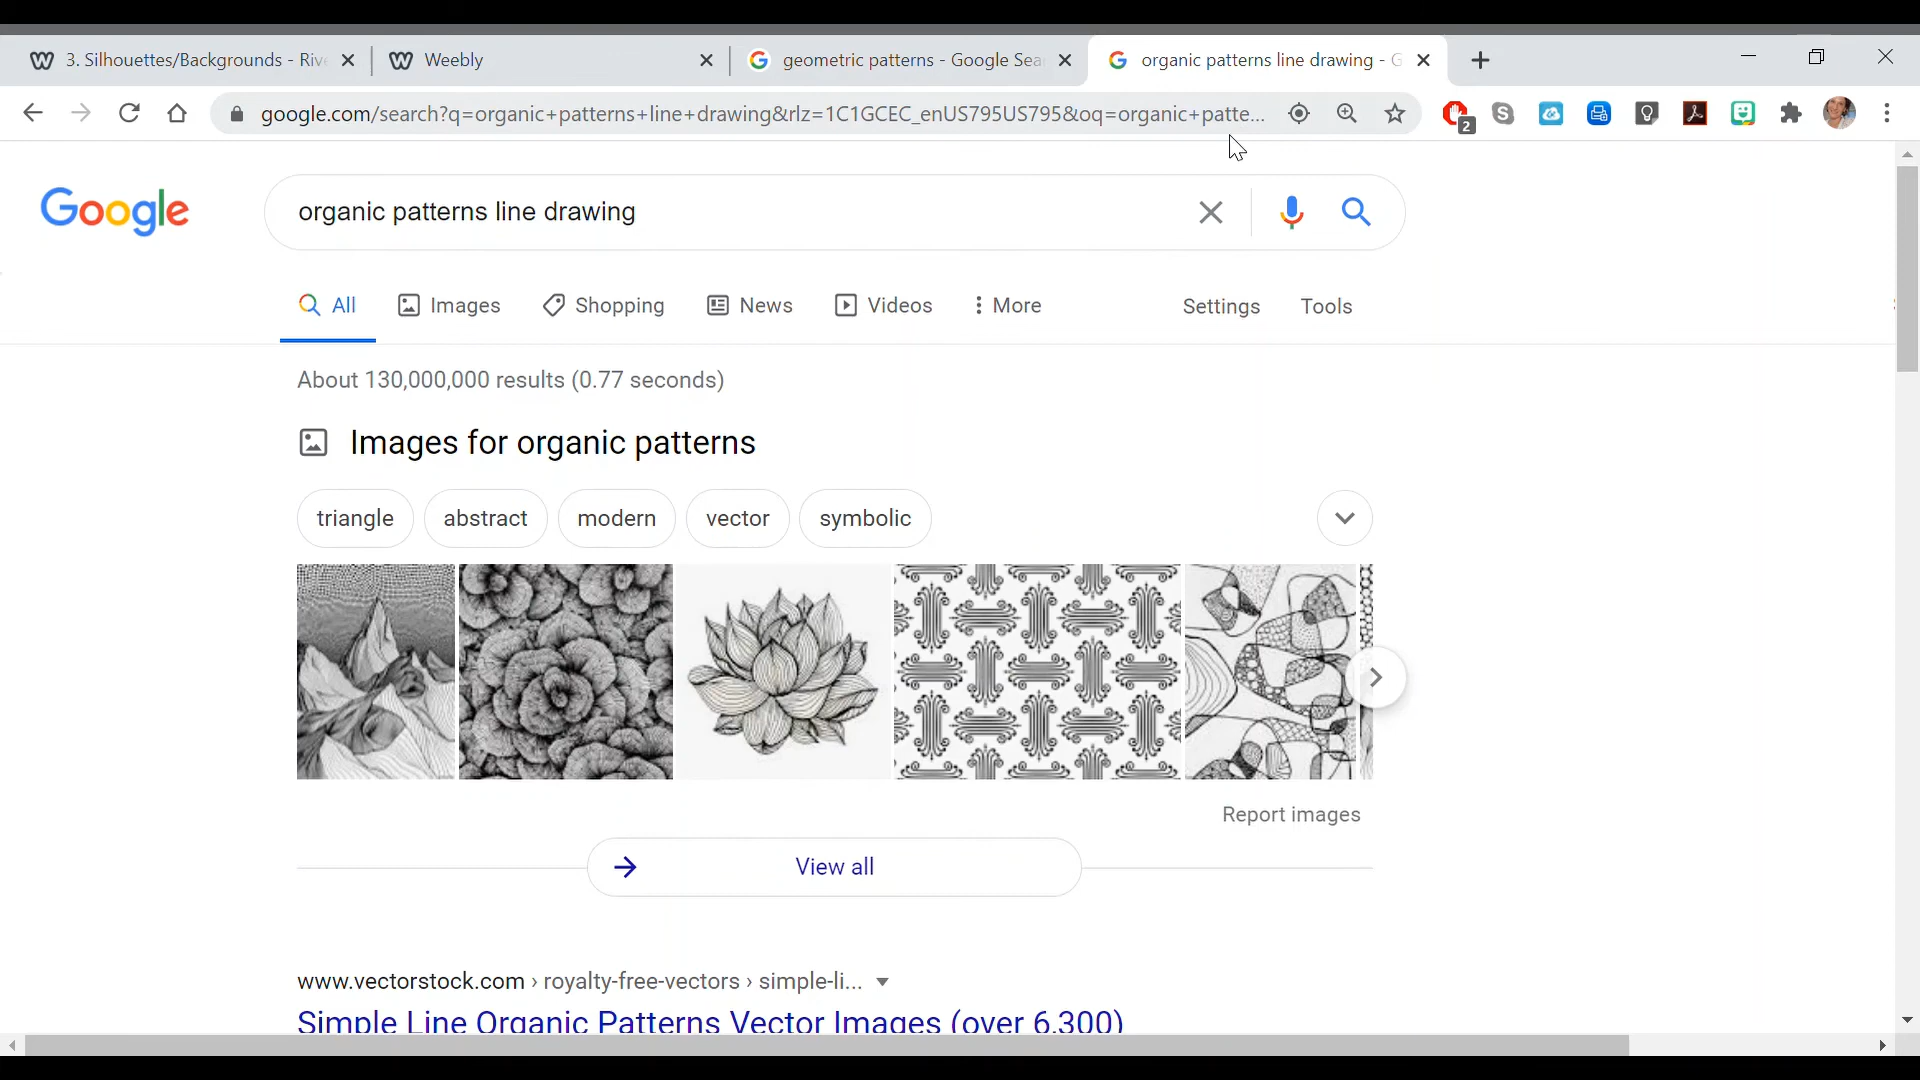 3. Silhouettes/Backgrounds - Rive
Weebly
geometric patterns - Google Sea
organic patterns line drawing - G
google.com/search?q=organic+patterns+line+drawing&rlz=1C1GCEC_enUS795US795&oq=organic+patte...
2
Google
organic patterns line drawing
All
Images
Shopping
News
Videos
More
Settings
Tools
About 130,000,000 results (0.77 seconds)
Images for organic patterns
triangle
abstract
modern
vector
symbolic
Report images
View all
www.vectorstock.com › royalty-free-vectors › simple-li...
Simple Line Organic Patterns Vector Images (over 6,300)